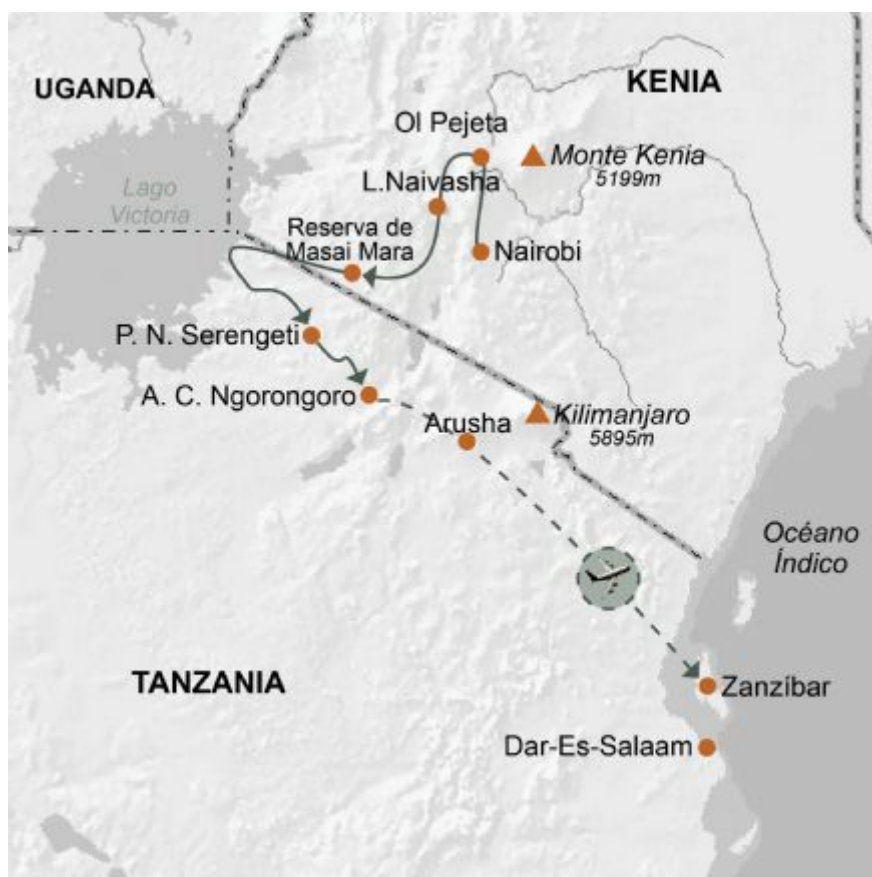 UGANDA
KENIA
Ol Pejeta
Monte Kenia
5199m
L.Naivasha
Lago
Victoria
Reserva de
Masai Mara
Nairobi
P. N. Serengeti
A. C. Ngorongoro
Arusha
Kilimanjaro
5895m
Océano
Índico
TANZANIA
Zanzíbar
Dar-Es-Salaam